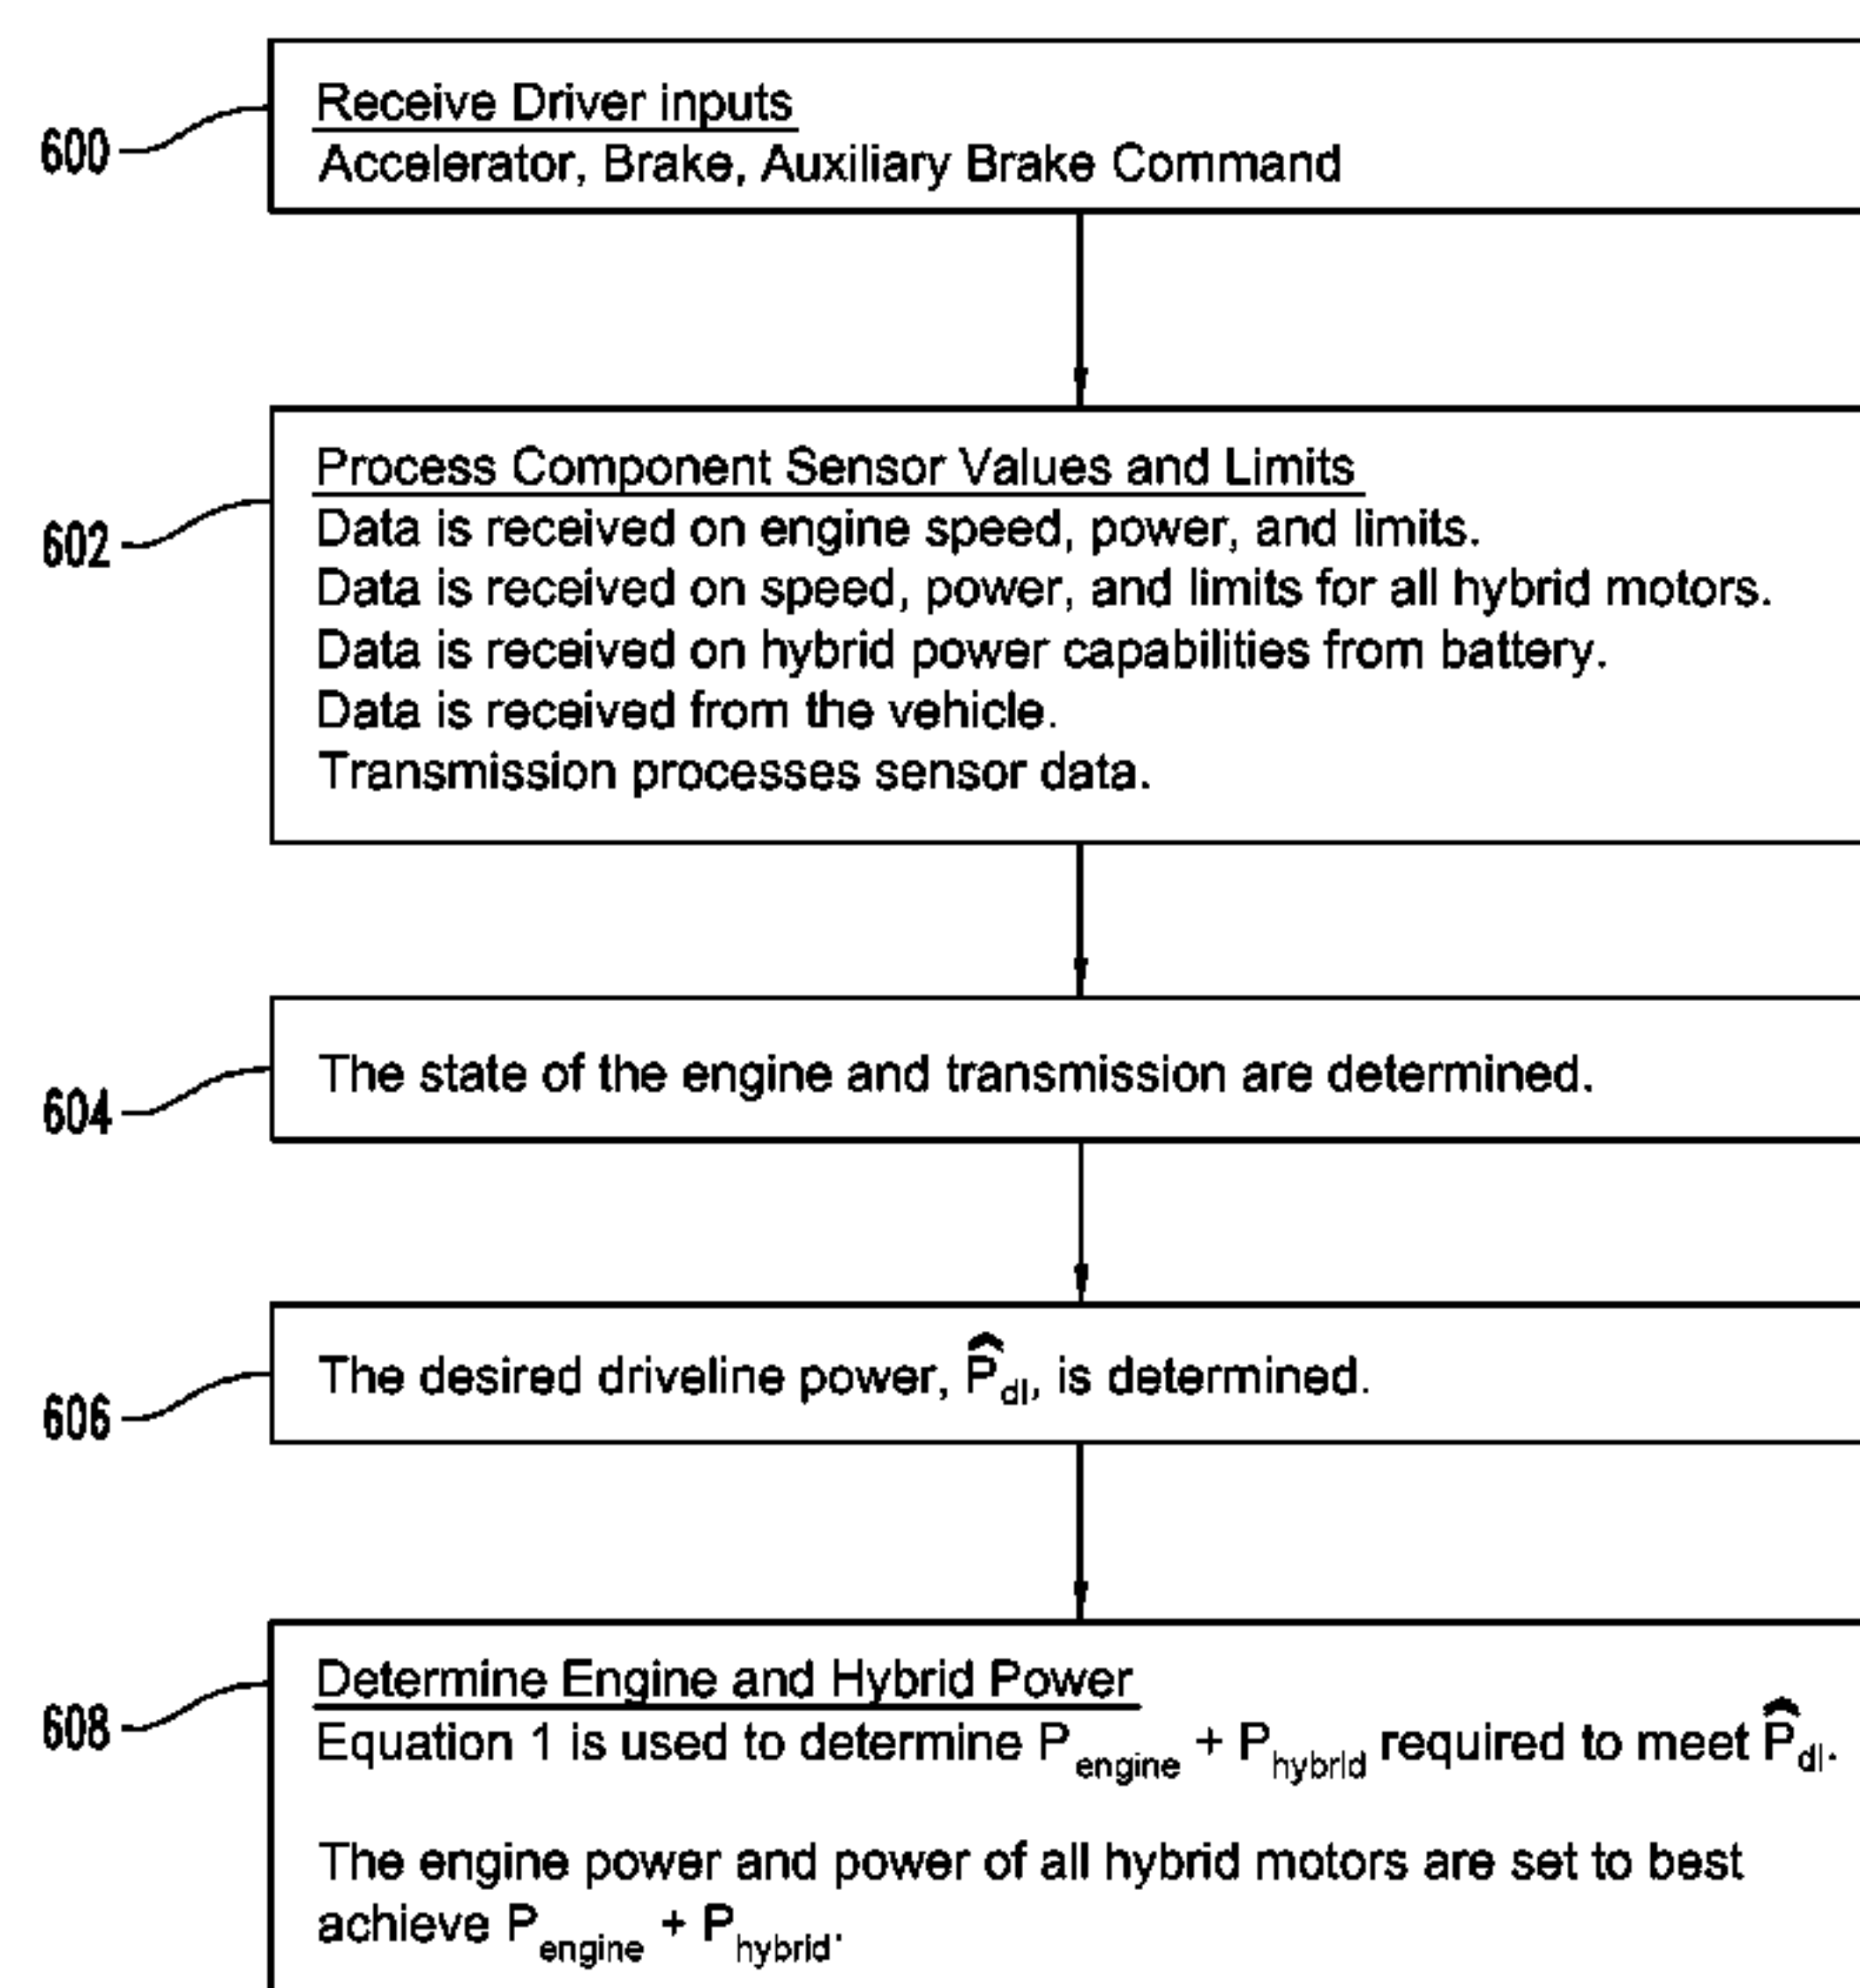 600
Receive Driver inputs
Accelerator, Brake, Auxiliary Brake Command
602
Process Component Sensor Values and Limits
Data is received on engine speed, power, and limits.
Data is received on speed, power, and limits for all hybrid motors.
Data is received on hybrid power capabilities from battery.
Data is received from the vehicle.
Transmission processes sensor data.
604
The state of the engine and transmission are determined.
606
The desired driveline power, P̂dl, is determined.
608
Determine Engine and Hybrid Power
Equation 1 is used to determine Pengine + Phybrid required to meet P̂dl.
The engine power and power of all hybrid motors are set to best
achieve Pengine + Phybrid.